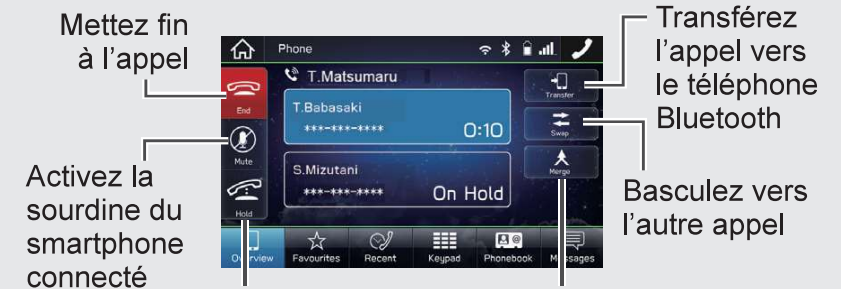 Mettez fin
à l'appel
Activez la
sourdine du
smartphone
connecté
Phone
T.Matsumaru
End
Mute
Hold
T.Babasaki
***-***-**** 0:10
S.Mizutani
***-***-**** On Hold
Transfer
Swap
Merge
Overview Favourites Recent Keypad Phonebook Messages
Transférez
l'appel vers
le téléphone
Bluetooth
Basculez vers
l'autre appel